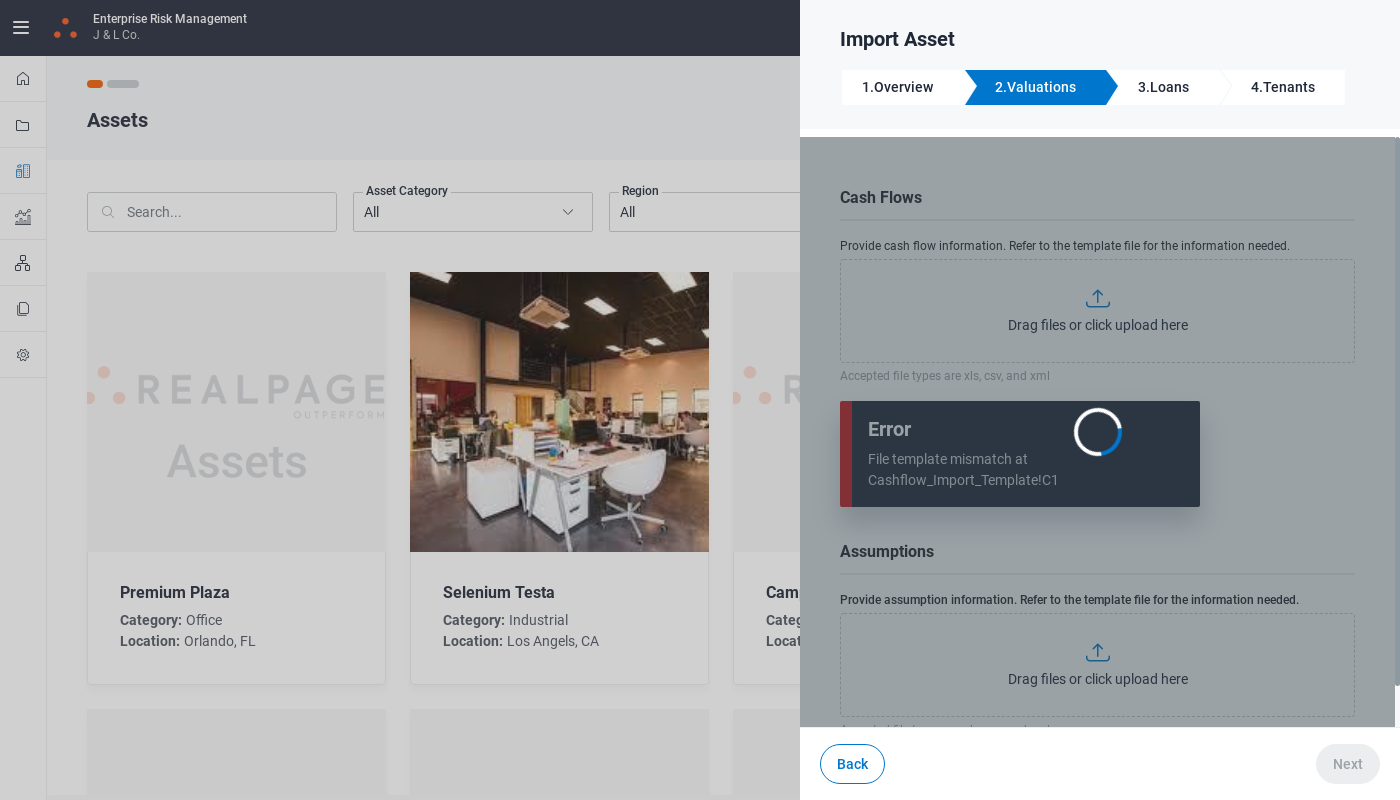 Enterprise Risk Management
J & L Co.
Assets
Search...
Asset Category
All
Region
All
REALPAGE
OUTPERFORM
Assets
Premium Plaza
Category: Office
Location: Orlando, FL
Selenium Testa
Category: Industrial
Location: Los Angels, CA
Import Asset
1.Overview
2.Valuations
3.Loans
4.Tenants
Cash Flows
Provide cash flow information. Refer to the template file for the information needed.
Drag files or click upload here
Accepted file types are xls, csv, and xml
Error
File template mismatch at
Cashflow_Import_Template!C1
Assumptions
Provide assumption information. Refer to the template file for the information needed.
Drag files or click upload here
Back
Next